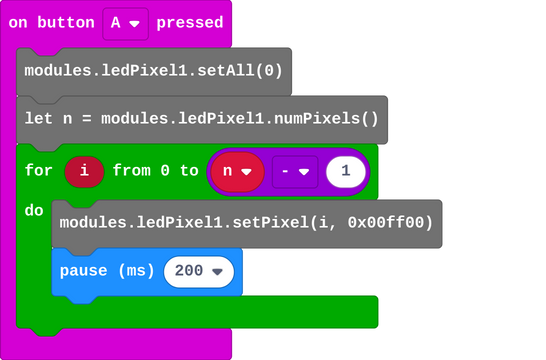 on button A pressed
modules.ledPixel1.setAll(0)
let n = modules.ledPixel1.numPixels()
for i from 0 to n - 1
do
modules.ledPixel1.setPixel(i, 0x00ff00)
pause (ms) 200